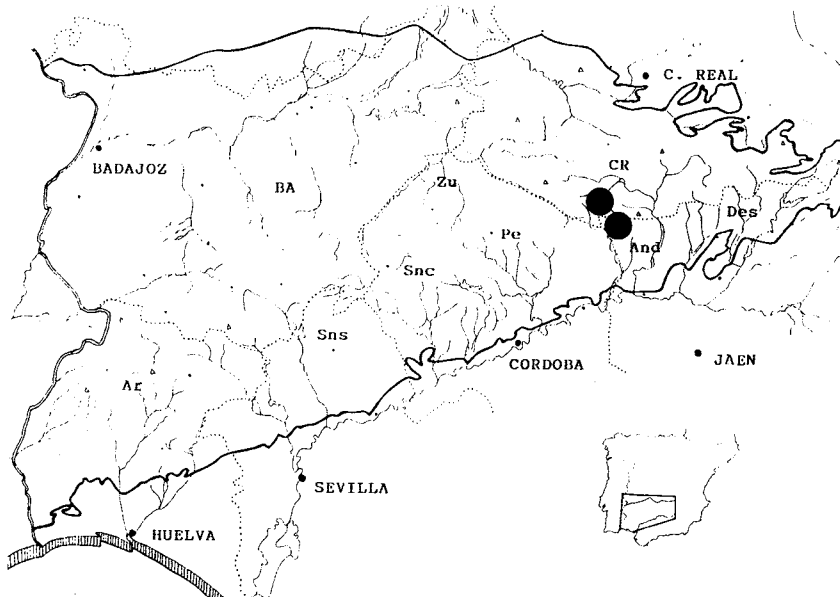 C. REAL
BADAJOZ
CR
BA
Zu
Des
Pe
And
Snc
Sns
CORDOBA
JAEN
Ar
SEVILLA
HUELVA